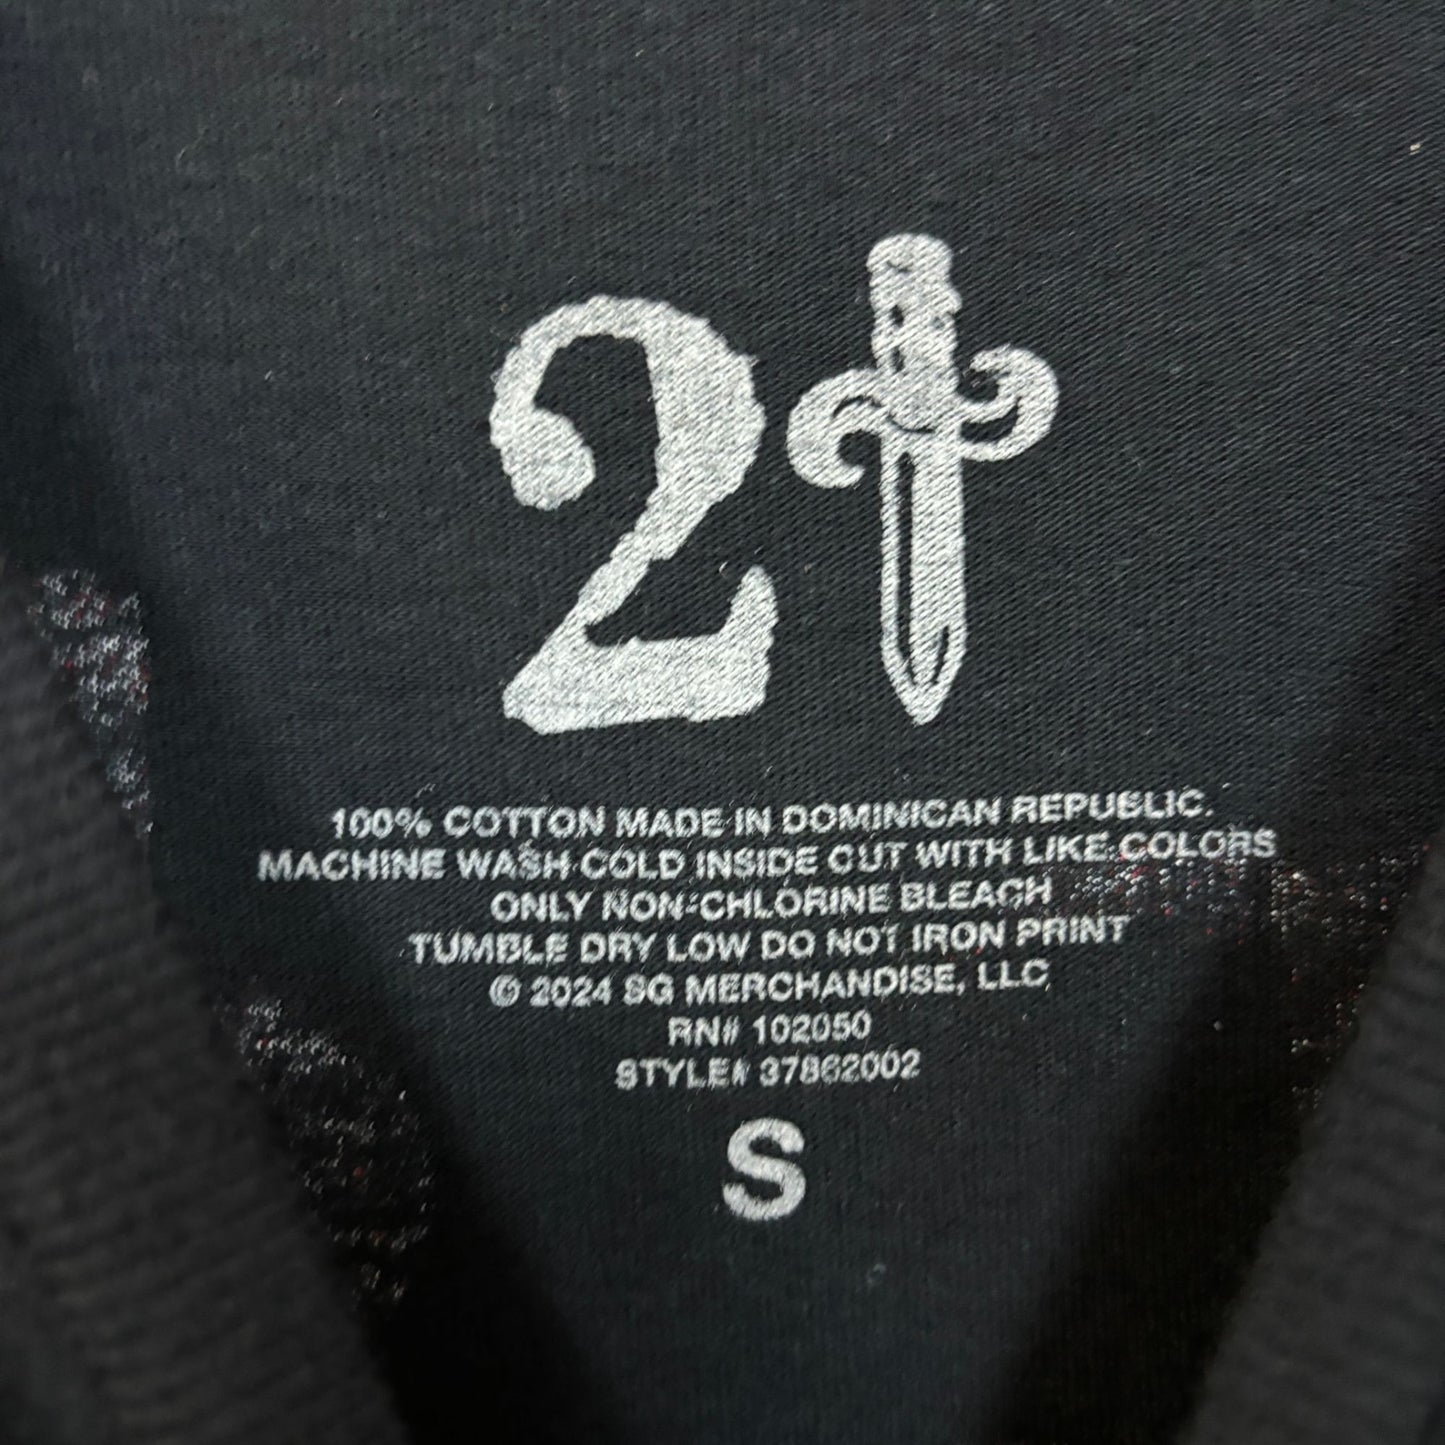 21
100% COTTON MADE IN DOMINICAN REPUBLIC.
MACHINE WASH COLD INSIDE OUT WITH LIKE COLORS
ONLY NON-CHLORINE BLEACH
TUMBLE DRY LOW DO NOT IRON PRINT
© 2024 SG MERCHANDISE, LLC
RN# 102050
STYLE# 37862002
S